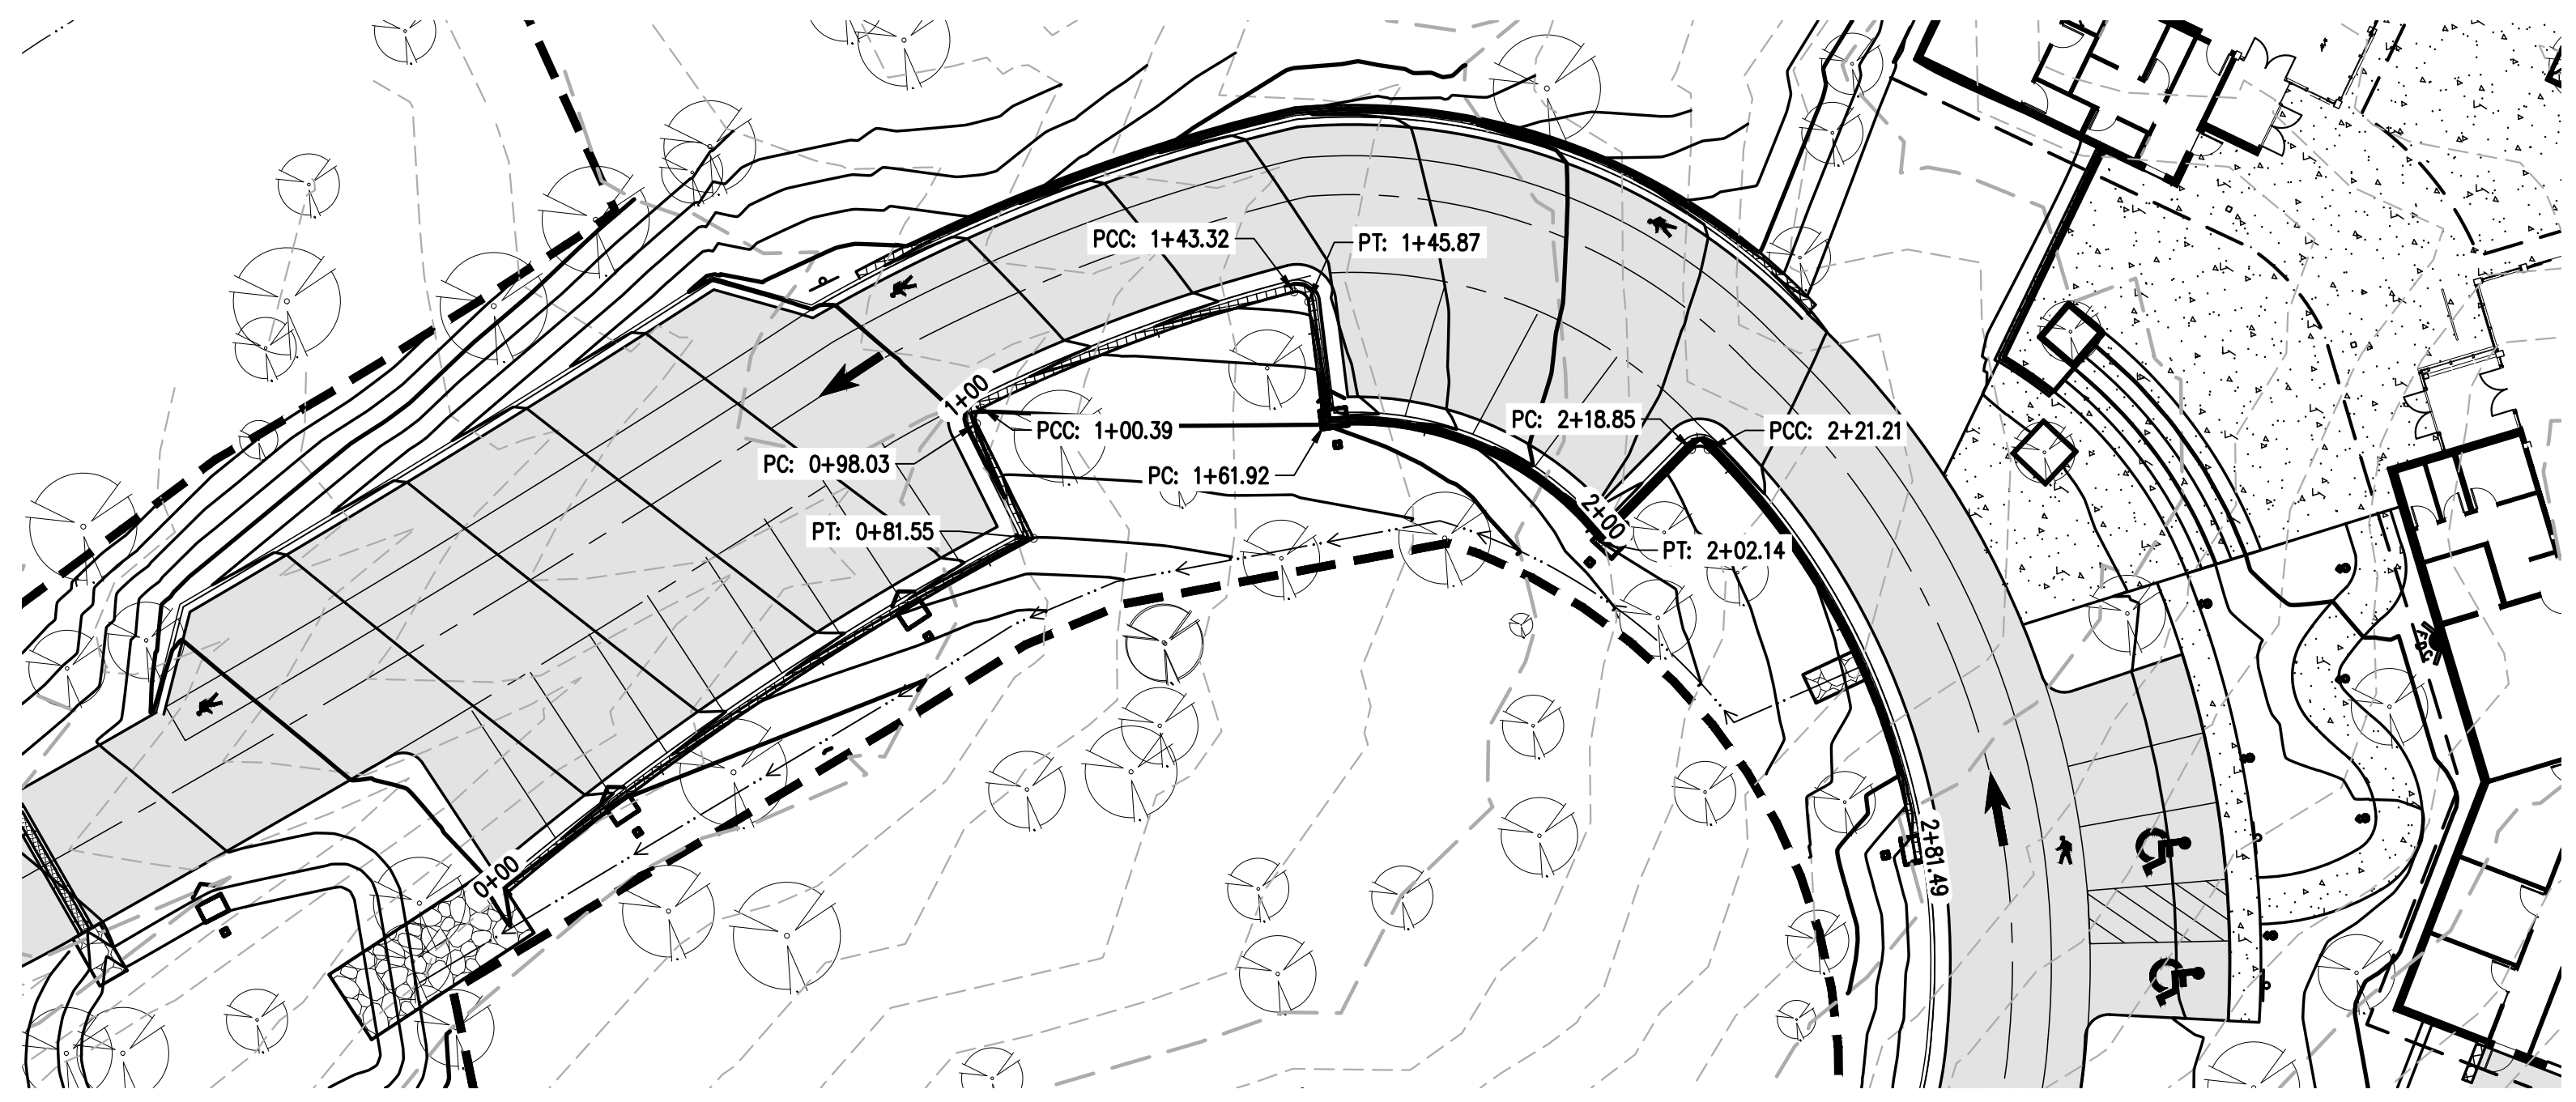 PCC: 1+43.32
PT: 1+45.87
1+00
PCC: 1+00.39
PC: 2+18.85
PCC: 2+21.21
PC: 0+98.03
PC: 1+61.92
2+00
PT: 0+81.55
PT: 2+02.14
0+00
2+81.49